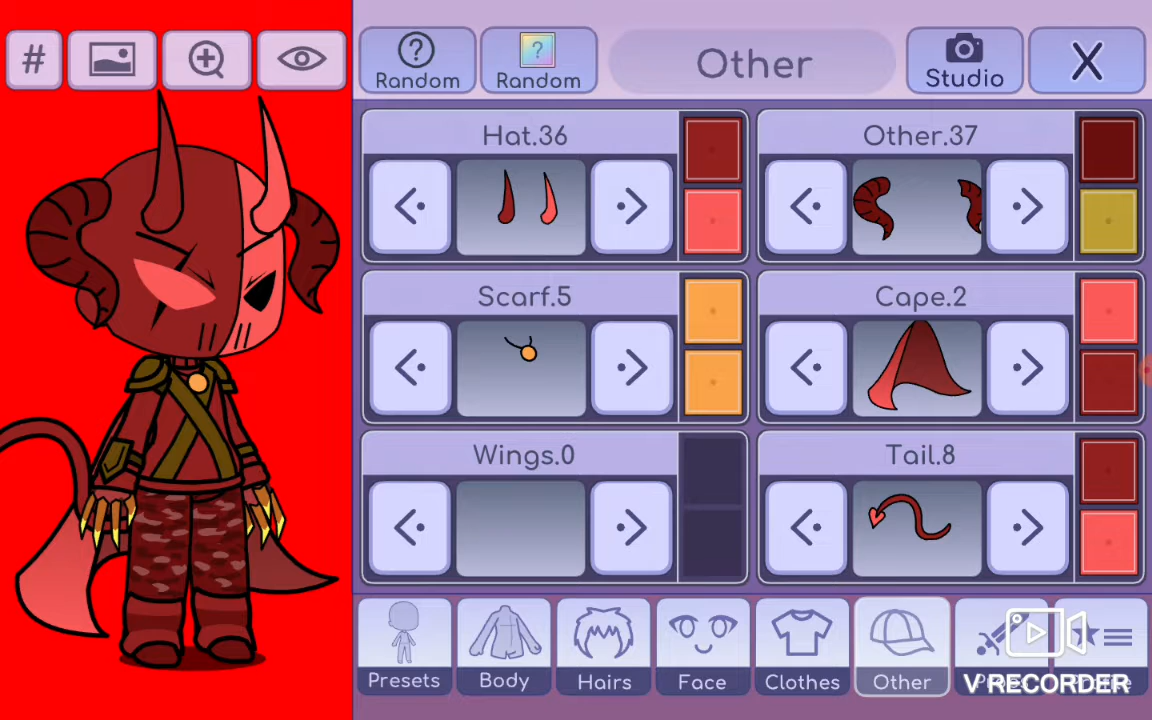 #
Random
? Random
Other
Studio
X
Hat.36
Other.37
Scarf.5
Cape.2
Wings.0
Tail.8
Presets
Body
Hairs
Face
Clothes
Other
V RECORDER